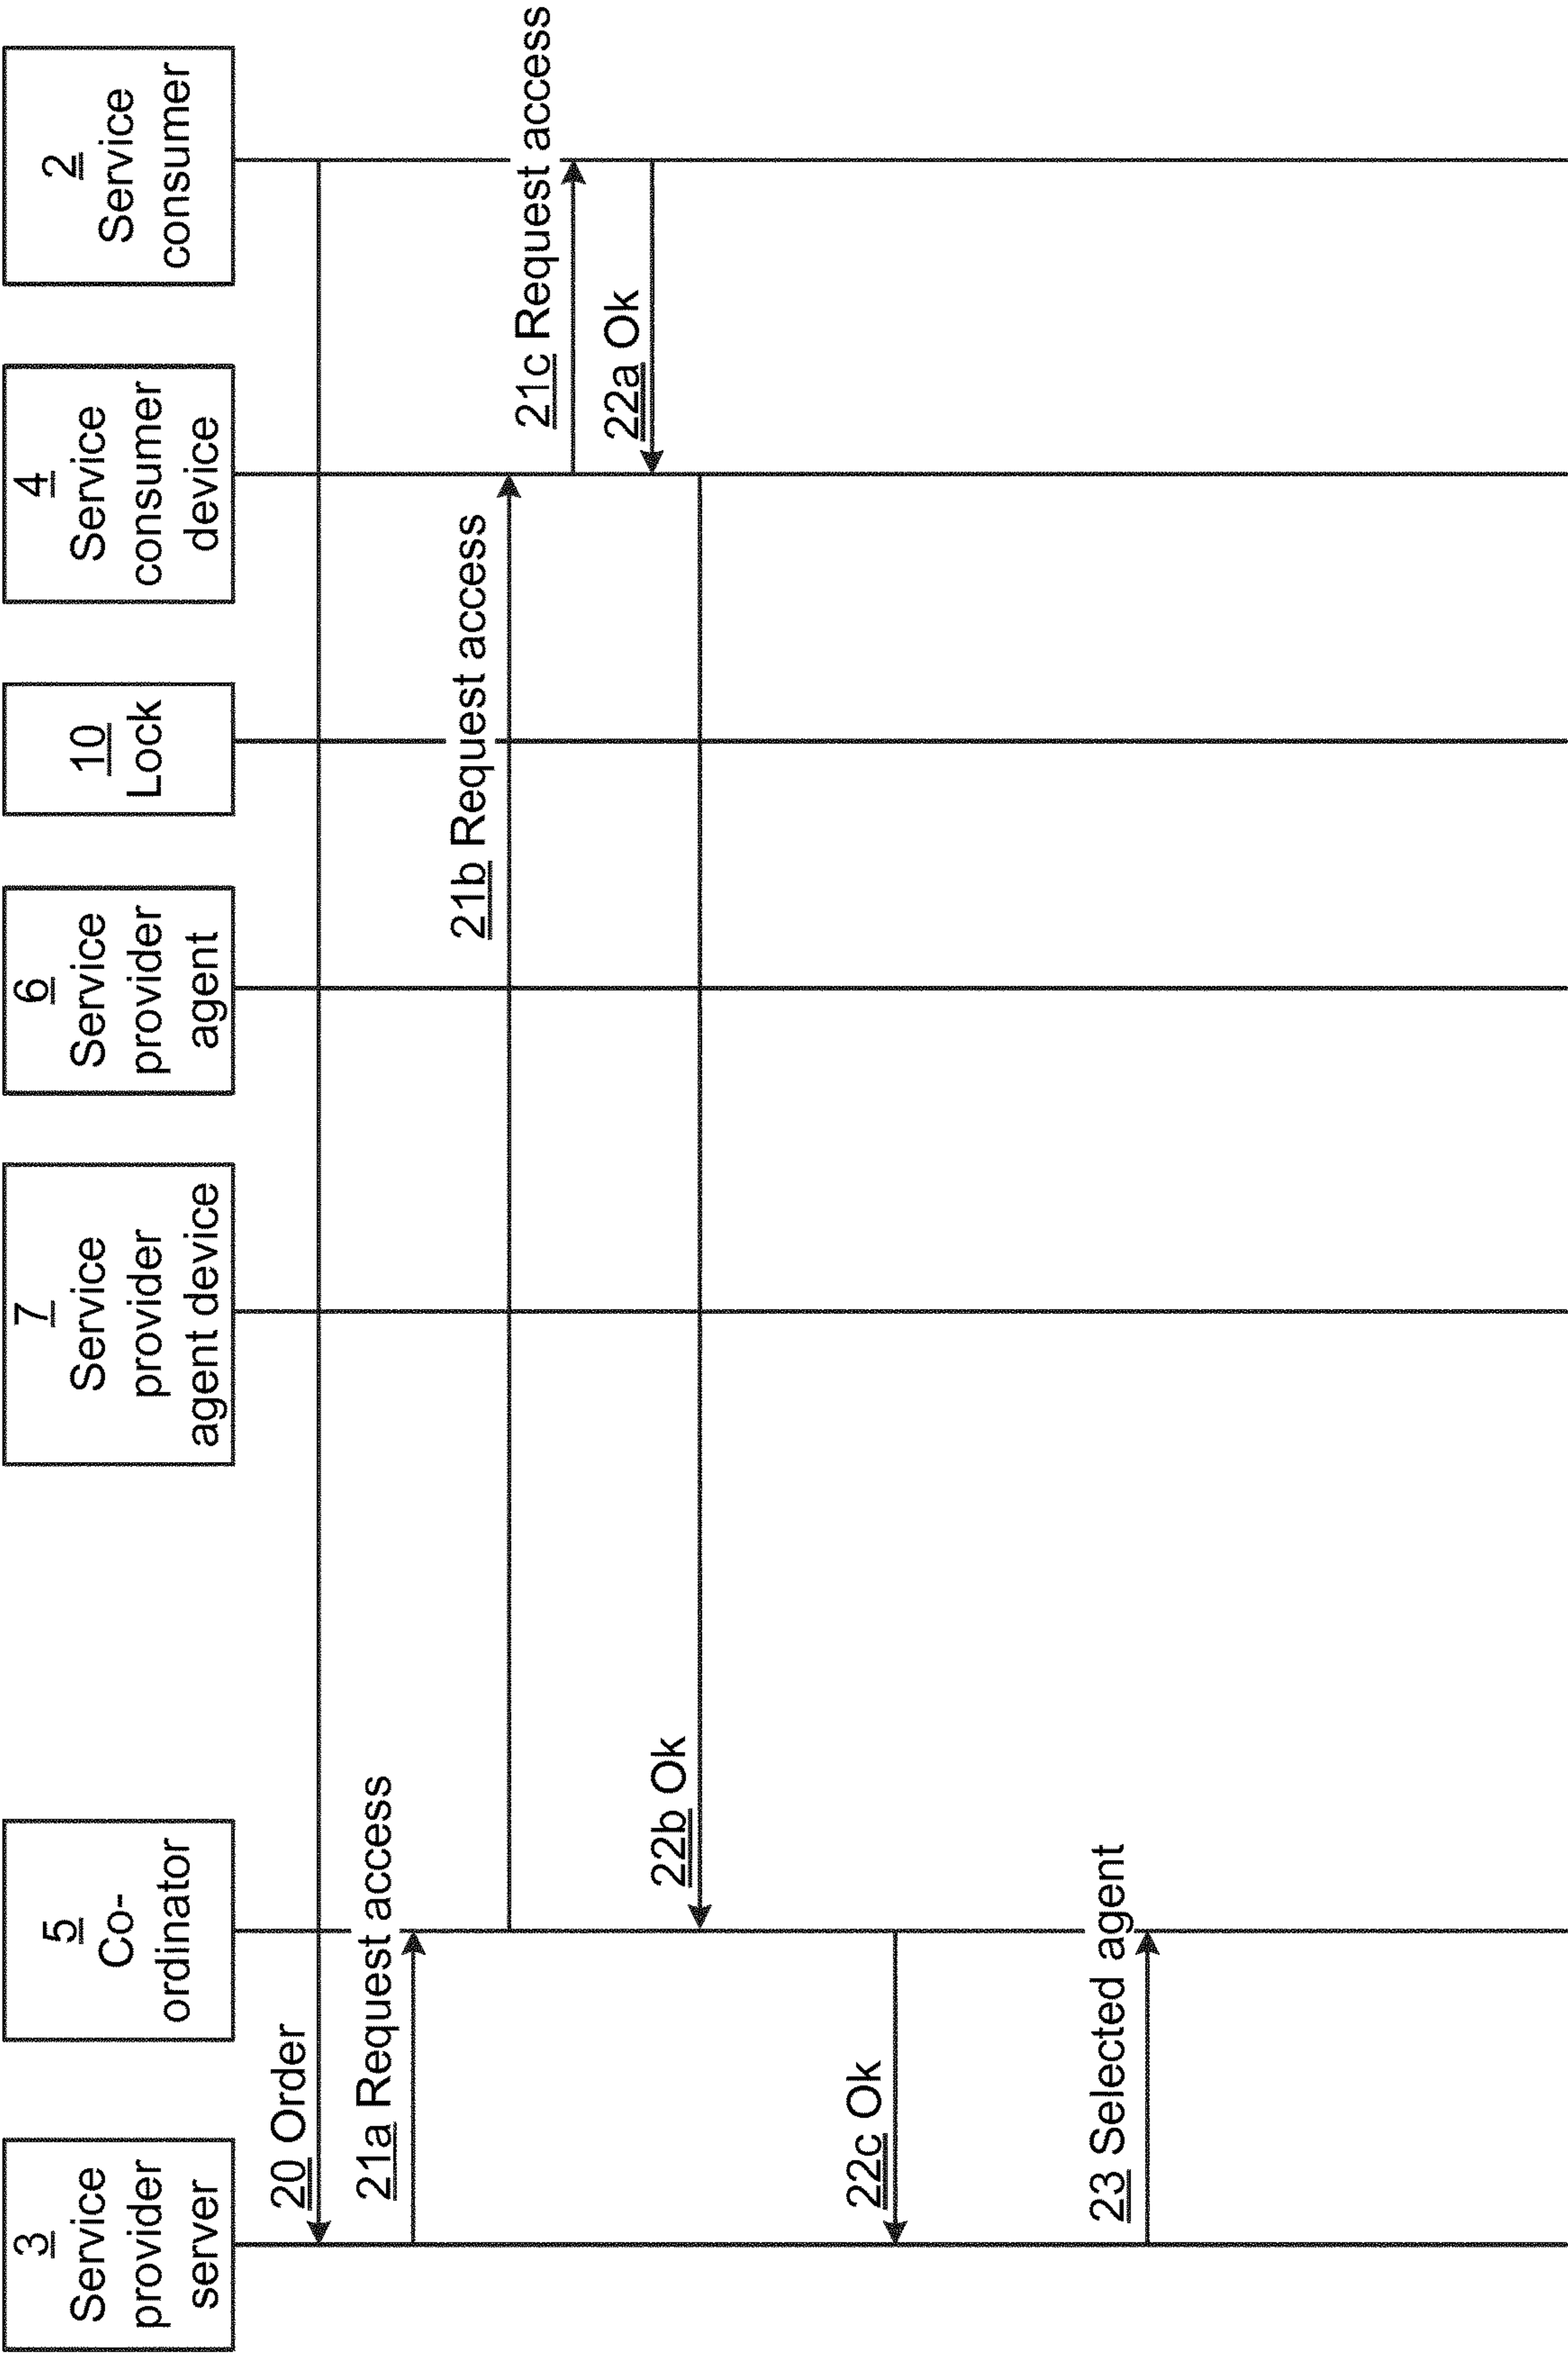 3
Service
provider
server
5
Co-
ordinator
7
Service
provider
agent device
6
Service
provider
agent
10
Lock
4
Service
consumer
device
2
Service
consumer
20 Order
21a Request access
21b Request access
21c Request access
22a Ok
22b Ok
22c Ok
23 Selected agent